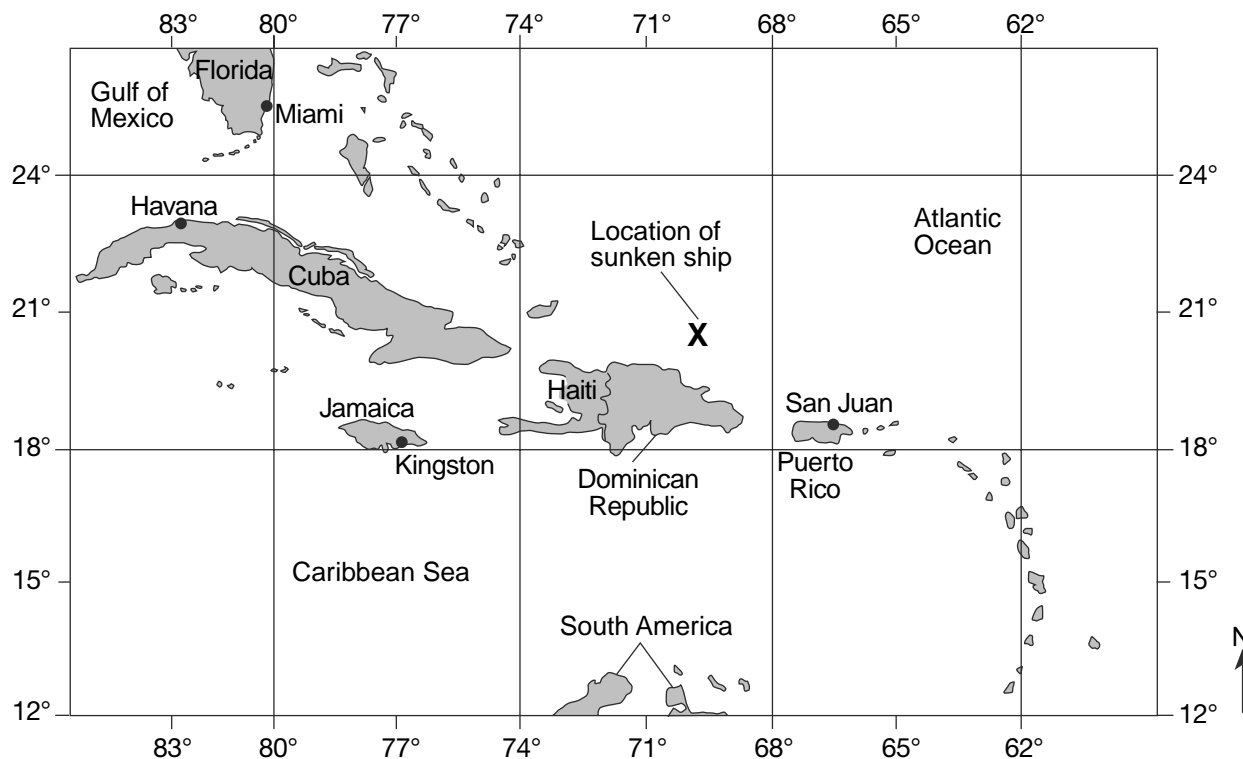 83° 80° 77° 74° 71° 68° 65° 62°
Florida
Gulf of
Mexico
Miami
24° 24°
Havana
Atlantic
Ocean
Location of
sunken ship
Cuba
21° 21°
X
Haiti
Jamaica
San Juan
18° 18°
Kingston
Puerto
Rico
Dominican
Republic
Caribbean Sea
15° 15°
South America
N
12° 12°
83° 80° 77° 74° 71° 68° 65° 62°